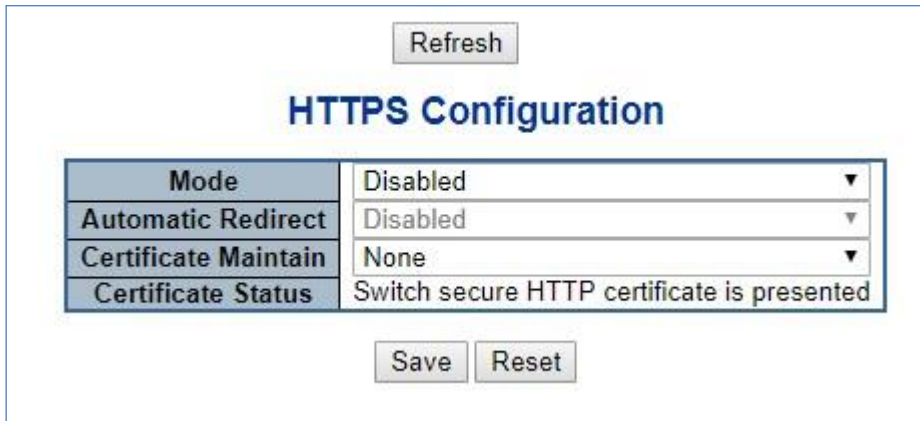 Refresh
HTTPS Configuration
Mode Disabled
Automatic Redirect Disabled
Certificate Maintain None
Certificate Status Switch secure HTTP certificate is presented
Save Reset